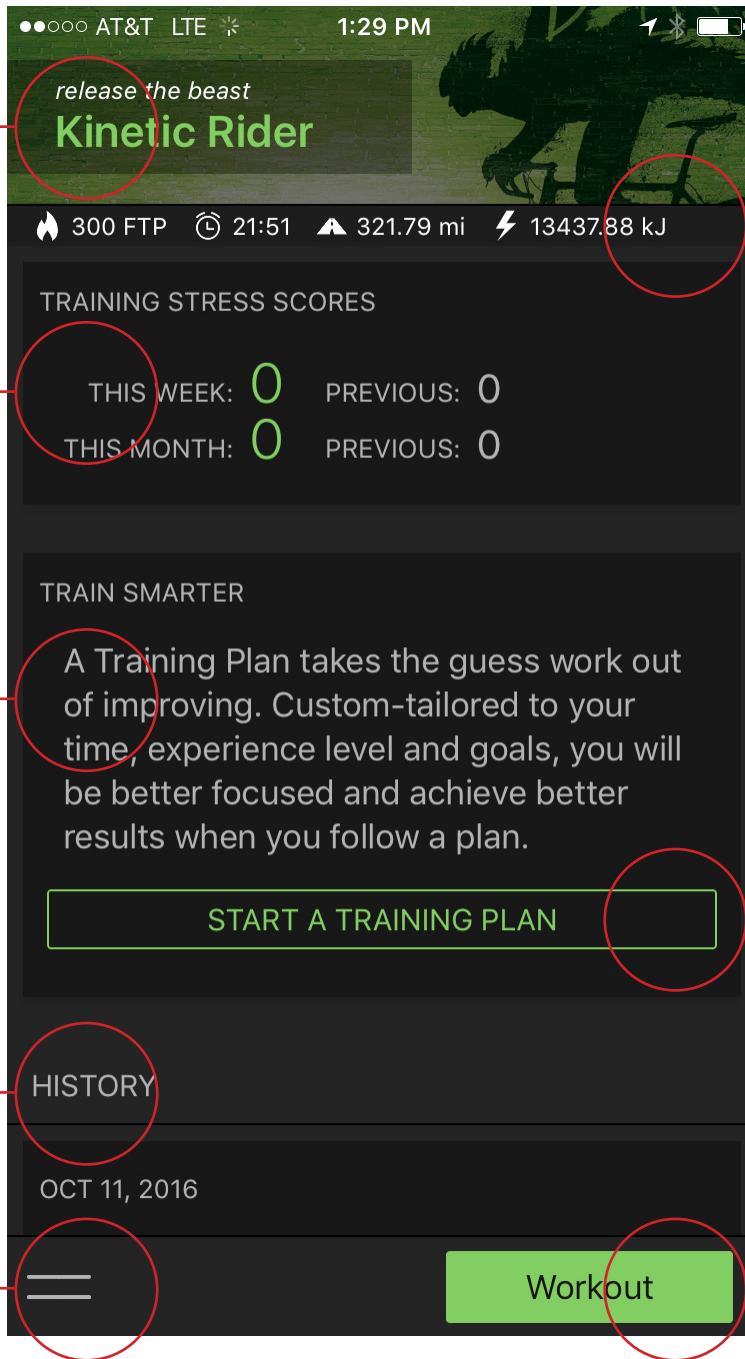 AT&T LTE 1:29 PM
release the beast
Kinetic Rider
300 FTP 21:51 321.79 mi 13437.88 kJ
TRAINING STRESS SCORES
THIS WEEK: 0 PREVIOUS: 0
THIS MONTH: 0 PREVIOUS: 0
TRAIN SMARTER
A Training Plan takes the guess work out
of improving. Custom-tailored to your
time, experience level and goals, you will
be better focused and achieve better
results when you follow a plan.
START A TRAINING PLAN
HISTORY
OCT 11, 2016
Workout